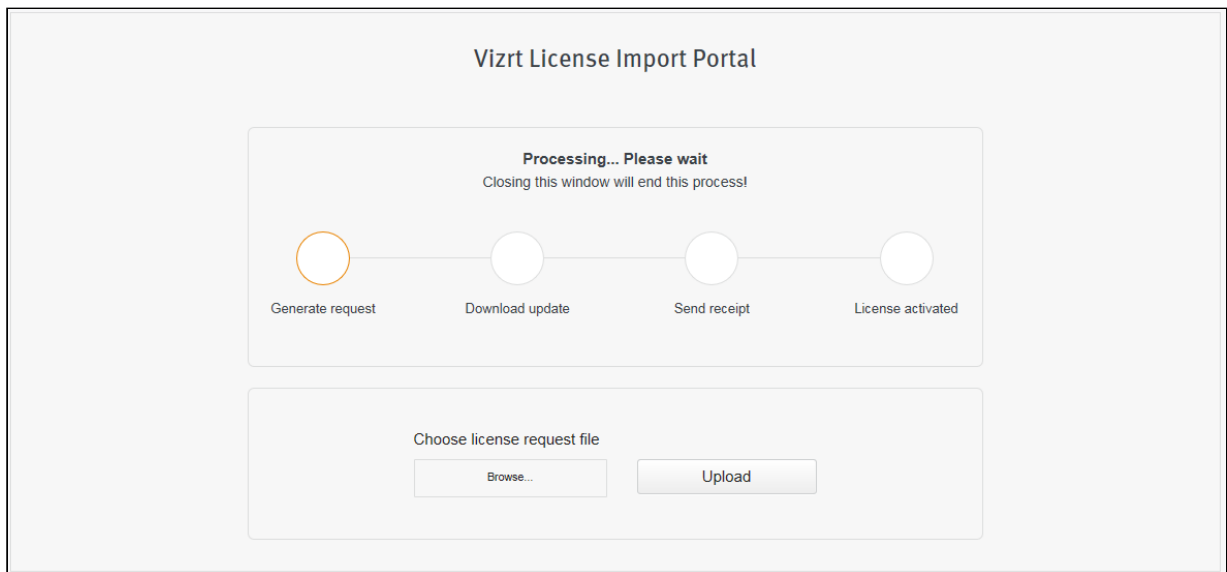 Vizrt License Import Portal
Processing... Please wait
Closing this window will end this process!
Generate request
Download update
Send receipt
License activated
Choose license request file
Browse...
Upload